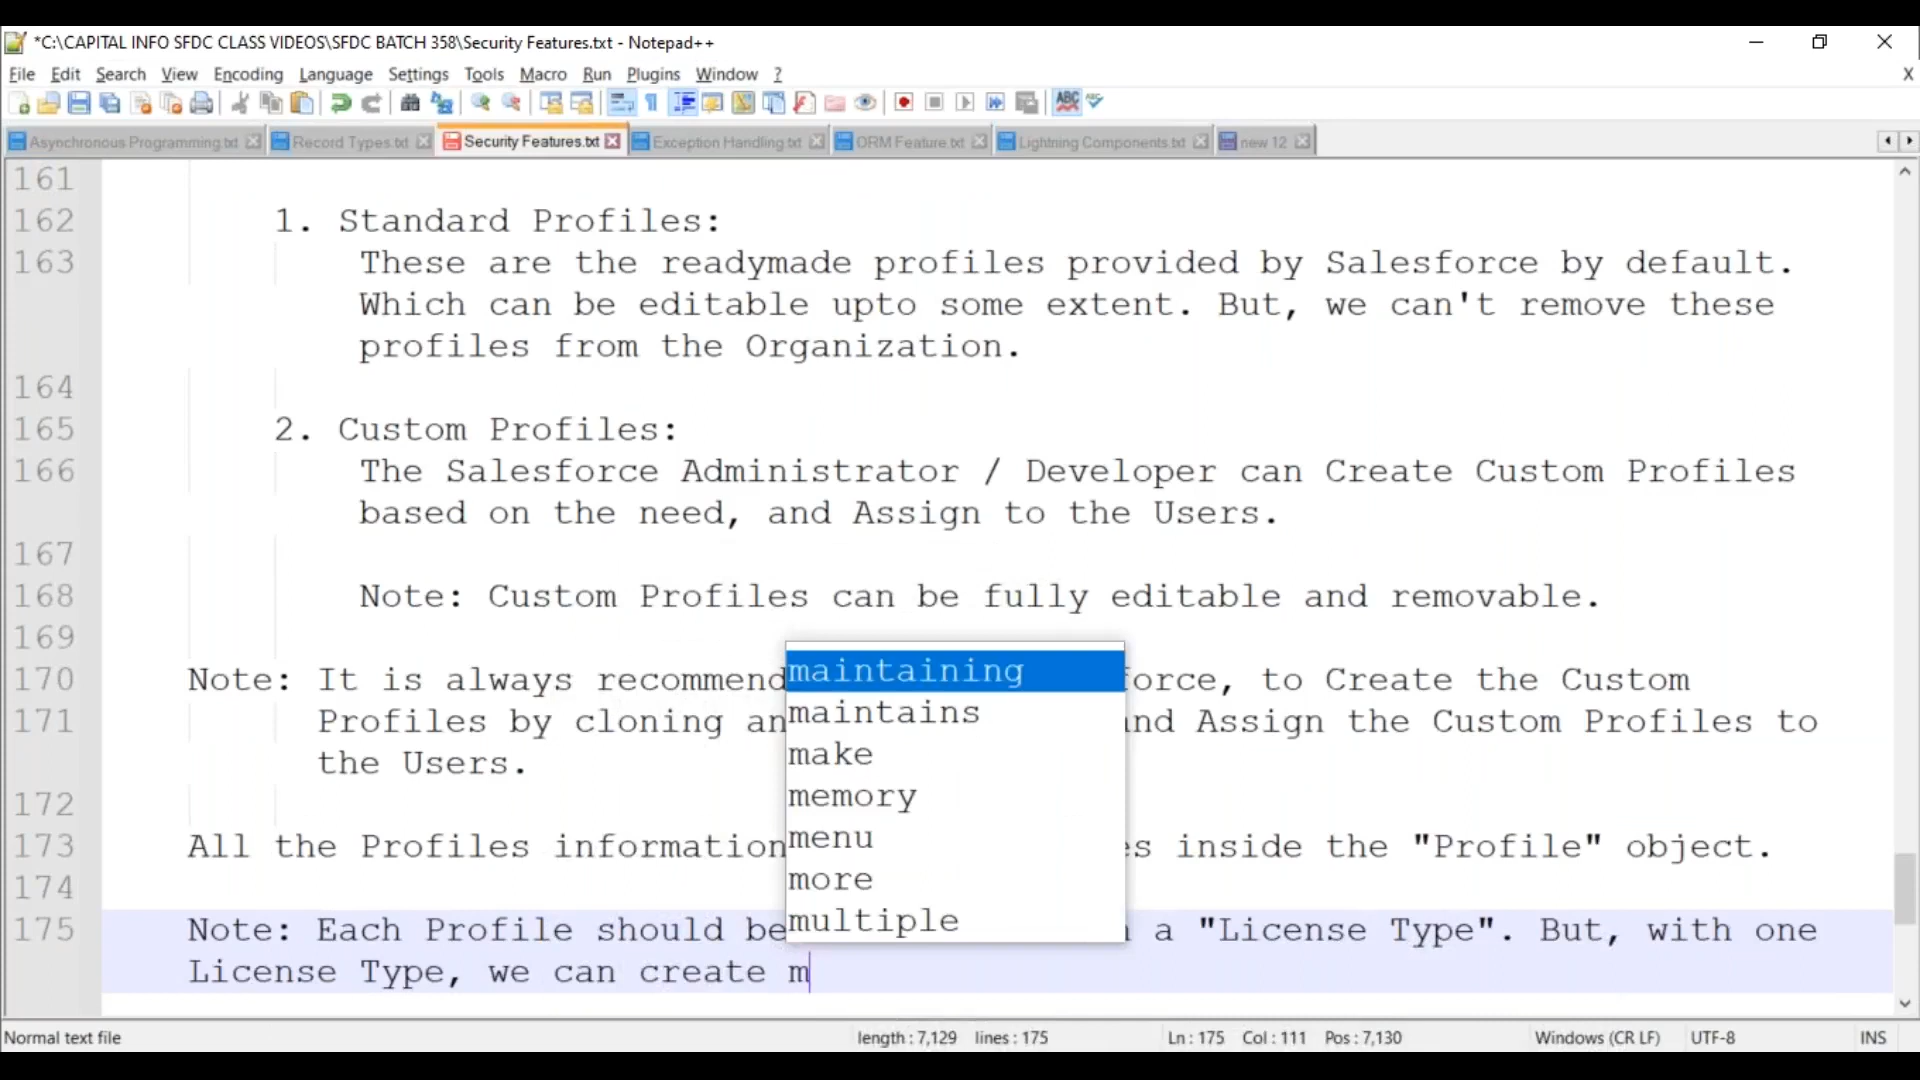 *C:\CAPITAL INFO SFDC CLASS VIDEOS\SFDC BATCH 358\Security Features.txt - Notepad++
File Edit Search View Encoding Language Settings Tools Macro Run Plugins Window ? X
ABC
Asynchronous Programming.txt Record Types.txt Security Features.txt Exception Handling.txt ORM Feature.txt Lightning Components.txt new 12
161
162 1. Standard Profiles:
163 These are the readymade profiles provided by Salesforce by default.
Which can be editable upto some extent. But, we can't remove these
profiles from the Organization.
164
165 2. Custom Profiles:
166 The Salesforce Administrator / Developer can Create Custom Profiles
based on the need, and Assign to the Users.
167
168 Note: Custom Profiles can be fully editable and removable.
169
170 Note: It is always recommend force, to Create the Custom
171 Profiles by cloning an nd Assign the Custom Profiles to
the Users.
172
173 All the Profiles information es inside the "Profile" object.
174
175 Note: Each Profile should be a "License Type". But, with one
License Type, we can create m
maintaining
maintains
make
memory
menu
more
multiple
Normal text file length : 7,129 lines : 175 Ln : 175 Col : 111 Pos : 7,130 Windows (CR LF) UTF-8 INS